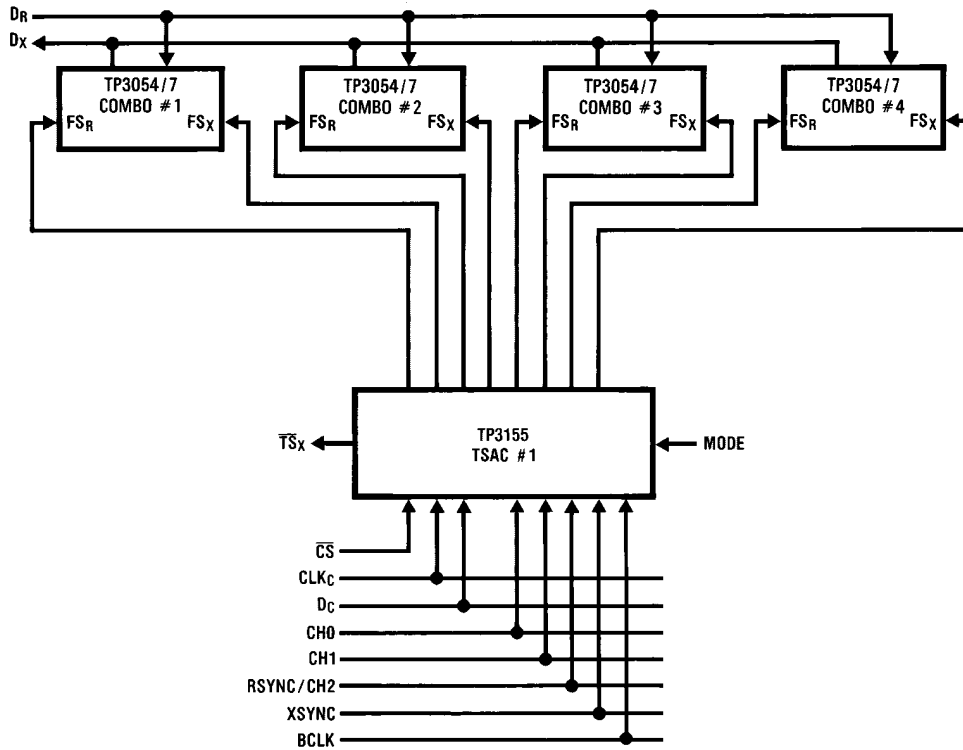 DR
DX
TP3054/7
COMBO #1
FSR FSX
TP3054/7
COMBO #2
FSR FSX
TP3054/7
COMBO #3
FSR FSX
TP3054/7
COMBO #4
FSR FSX
TP3155
TSAC #1
TSX
MODE
CS
CLKC
DC
CH0
CH1
RSYNC/CH2
XSYNC
BCLK